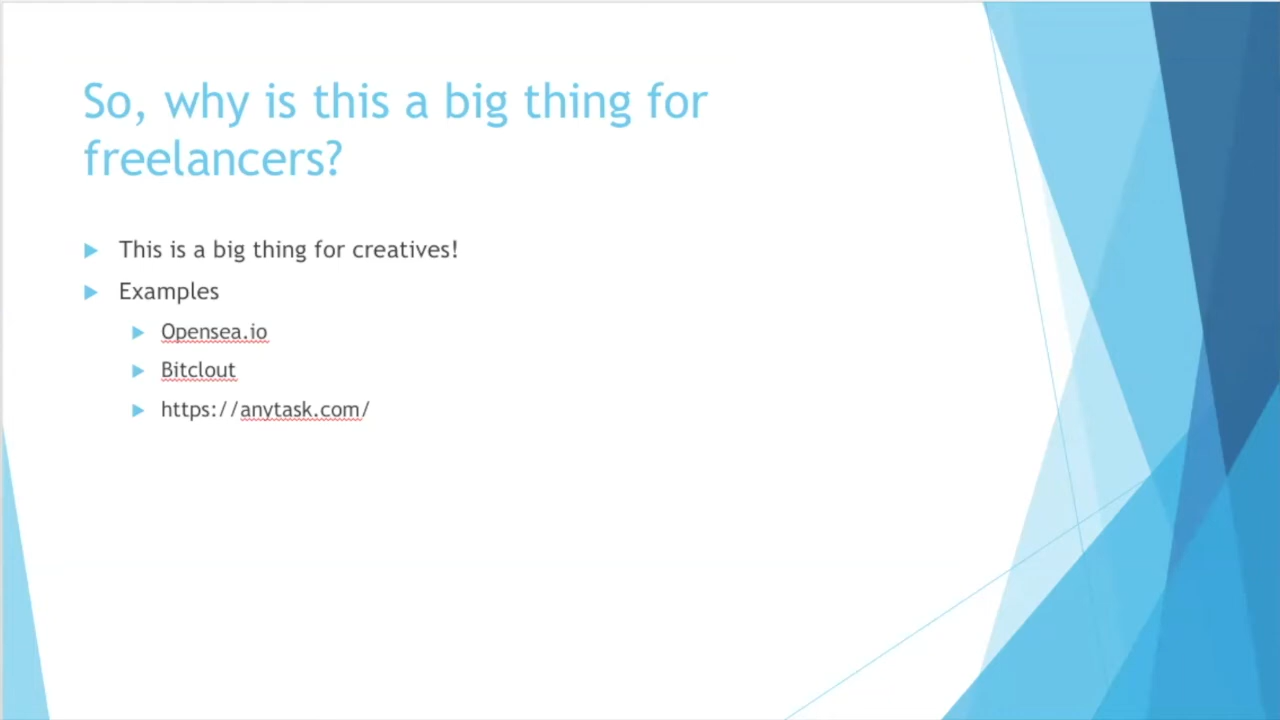 So, why is this a big thing for
freelancers?
This is a big thing for creatives!
Examples
Opensea.io
Bitclout
https://anytask.com/